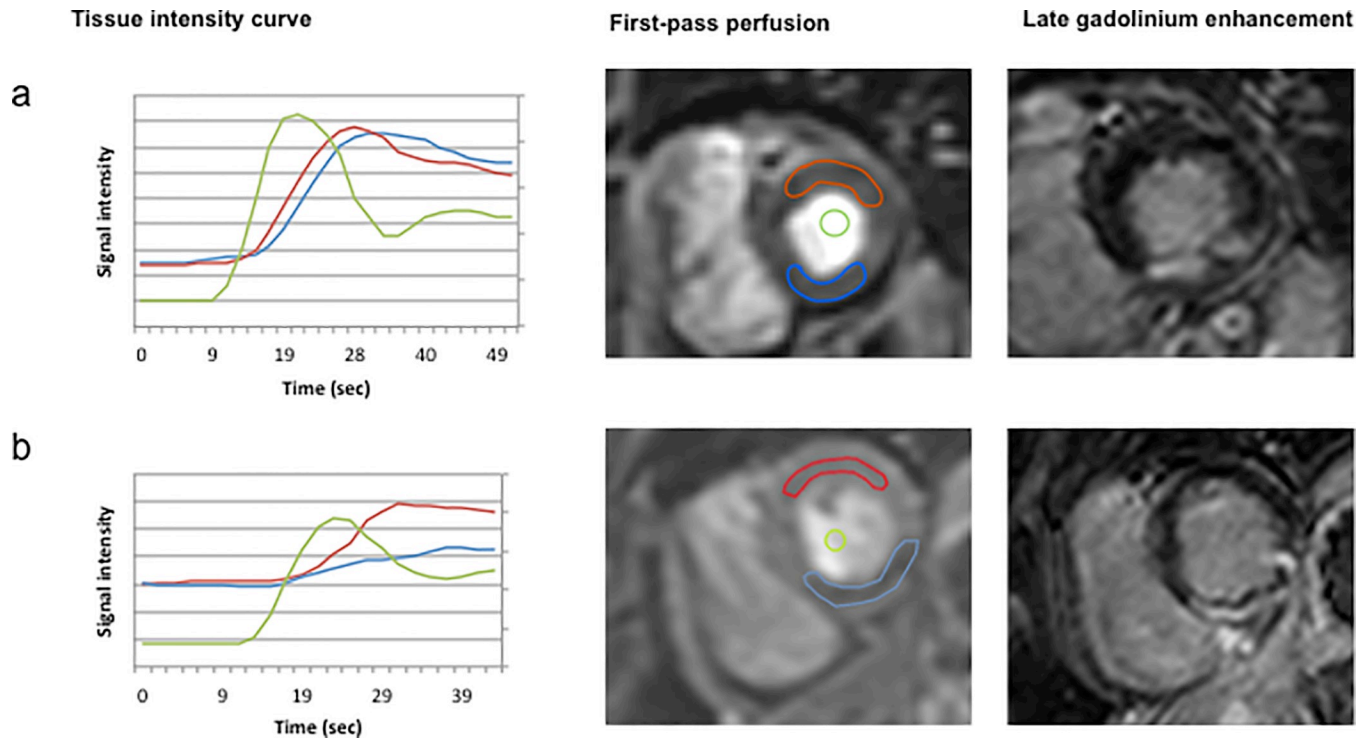 Tissue intensity curve
First-pass perfusion
Late gadolinium enhancement
a
Signal intensity
0 9 19 28 40 49
Time (sec)
b
Signal intensity
0 9 19 29 39
Time (sec)